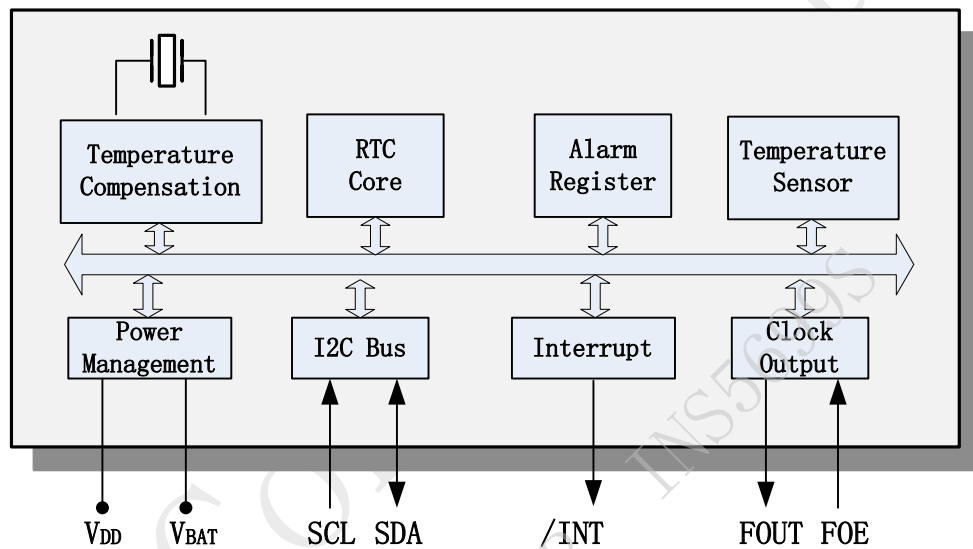 Temperature
Compensation
RTC
Core
Alarm
Register
Temperature
Sensor
Power
Management
I2C Bus
Interrupt
Clock
Output
VDD
VBAT
SCL
SDA
/INT
FOUT
FOE
INS5699S